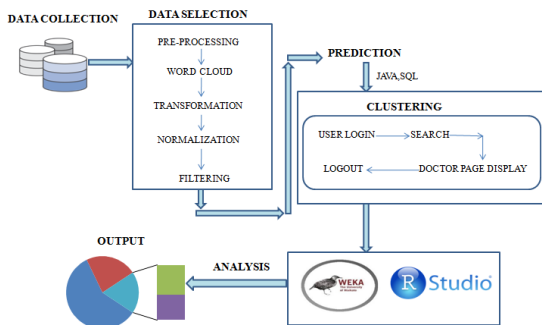 DATA COLLECTION
DATA SELECTION
PRE-PROCESSING
WORD CLOUD
TRANSFORMATION
NORMALIZATION
FILTERING
PREDICTION
JAVA,SQL
CLUSTERING
USER LOGIN
SEARCH
LOGOUT
DOCTOR PAGE DISPLAY
OUTPUT
ANALYSIS
WEKA
R Studio®